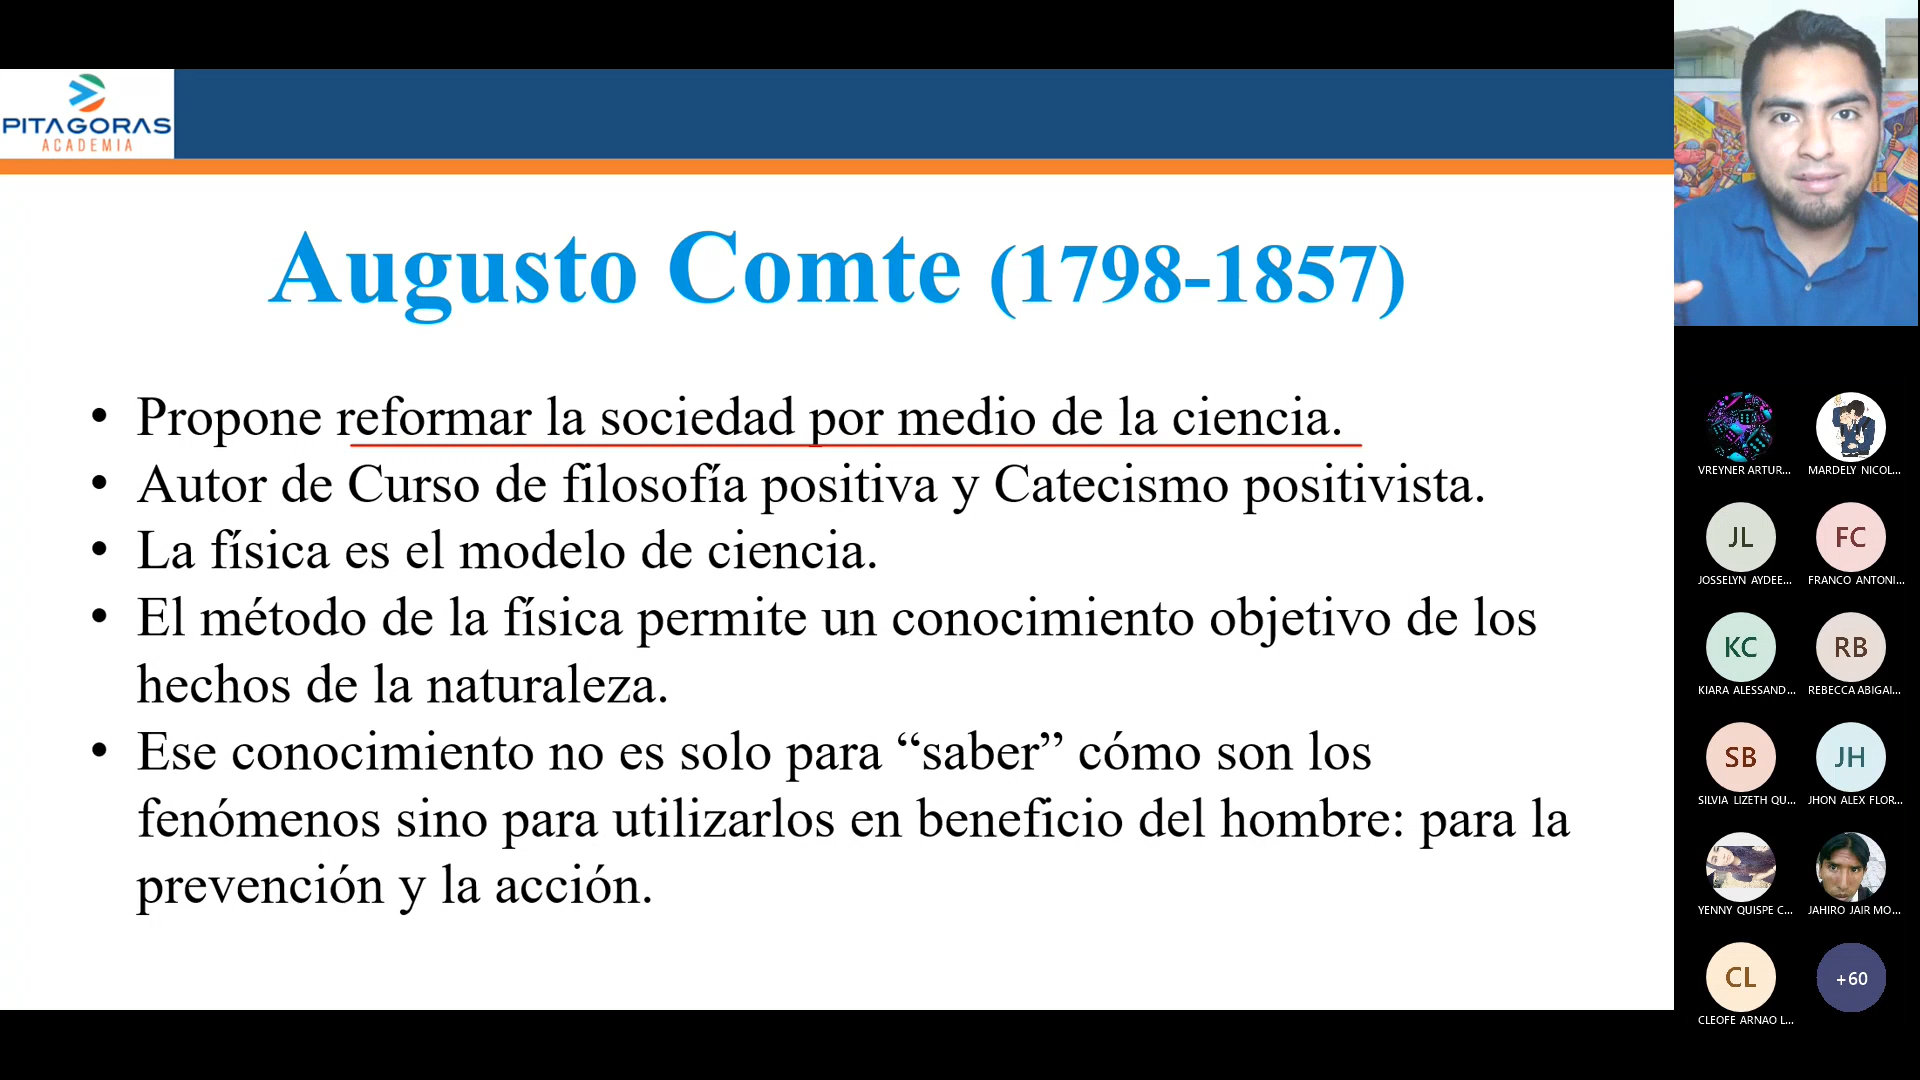 PITAGORAS
ACADEMIA
Augusto Comte (1798-1857)
• Propone reformar la sociedad por medio de la ciencia.
• Autor de Curso de filosofía positiva y Catecismo positivista.
• La física es el modelo de ciencia.
• El método de la física permite un conocimiento objetivo de los
hechos de la naturaleza.
• Ese conocimiento no es solo para “saber” cómo son los
fenómenos sino para utilizarlos en beneficio del hombre: para la
prevención y la acción.
VREYNER ARTUR...
MARDELY NICOL...
JL
FC
JOSSELYN AYDEE...
FRANCO ANTONI...
KC
RB
KIARA ALESSAND...
REBECCA ABIGAI...
SB
JH
SILVIA LIZETH QU...
JHON ALEX FLOR...
YENNY QUISPE C...
JAHIRO JAIR MO...
CL
+60
CLEOFE ARNAO L...